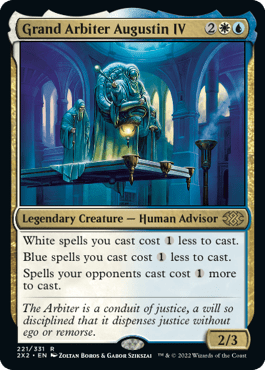 Grand Arbiter Augustin IV 2
Legendary Creature — Human Advisor
White spells you cast cost 1 less to cast.
Blue spells you cast cost 1 less to cast.
Spells your opponents cast cost 1 more
to cast.
The Arbiter is a conduit of justice, a will so
disciplined that it dispenses justice without
ego or remorse.
2/3
221/331 R
2X2 • EN Zoltan Boros & Gabor Szikszai ™ & © 2022 Wizards of the Coast